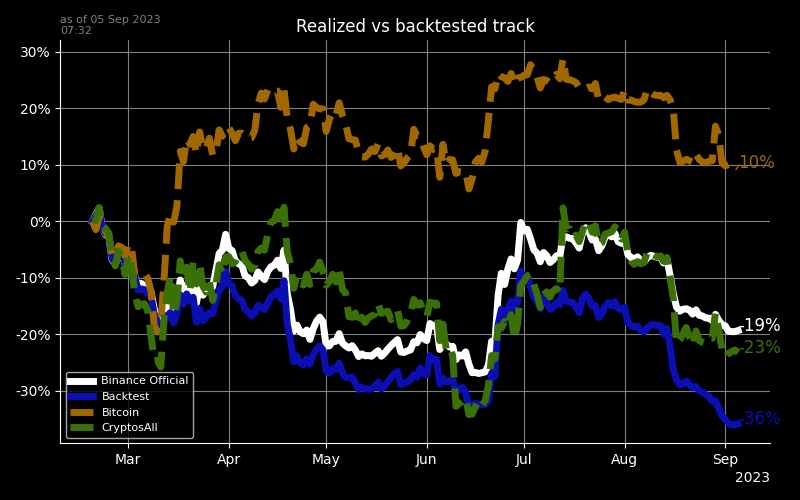 as of 05 Sep 2023
07:32
Realized vs backtested track
30%
20%
10%
0%
-10%
-20%
-30%
10%
-19%
-23%
-36%
Binance Official
Backtest
Bitcoin
CryptosAll
Mar
Apr
May
Jun
Jul
Aug
Sep
2023